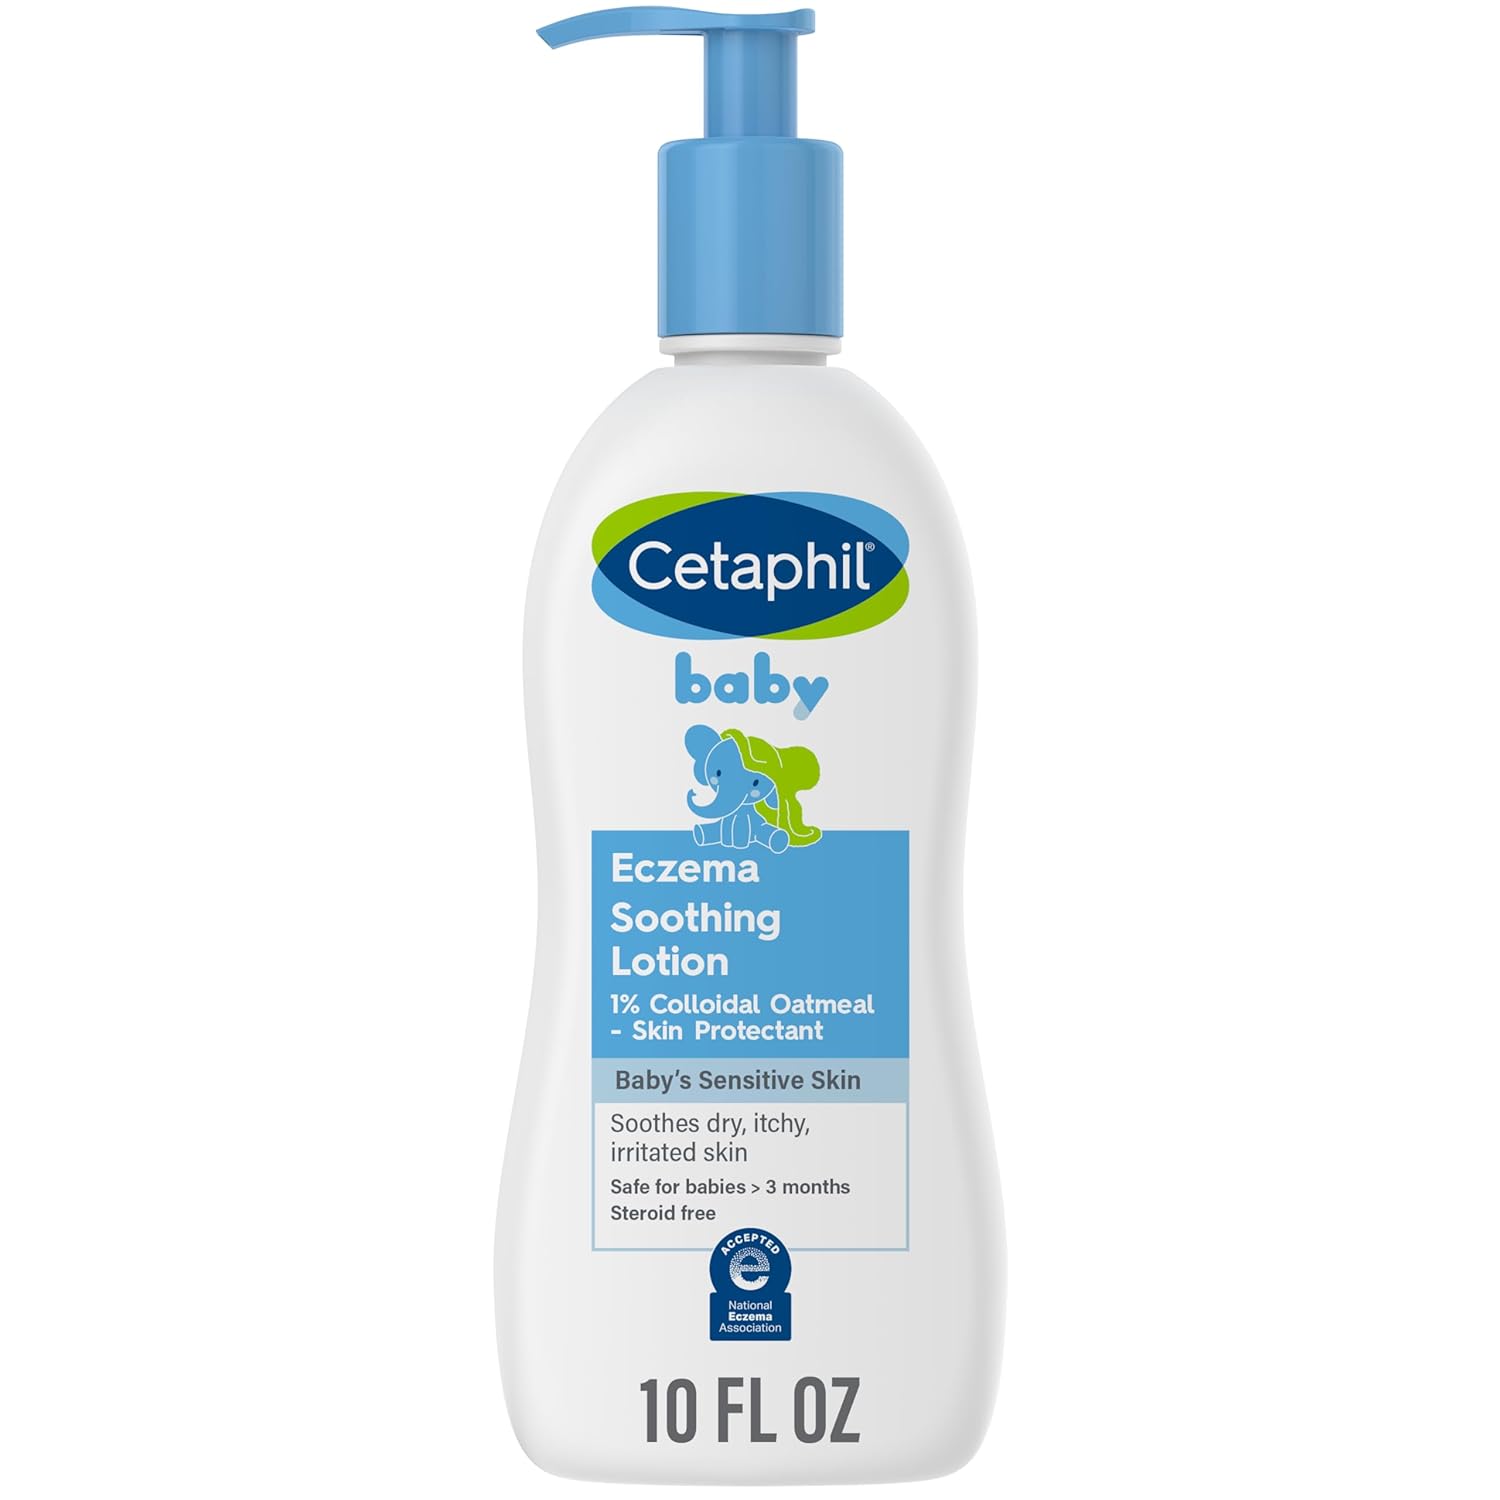 Cetaphil®
baby
Eczema
Soothing
Lotion
1% Colloidal Oatmeal
- Skin Protectant
Baby's Sensitive Skin
Soothes dry, itchy,
irritated skin
Safe for babies > 3 months
Steroid free
ACCEPTED
e
National
Eczema
Association
10 FL OZ